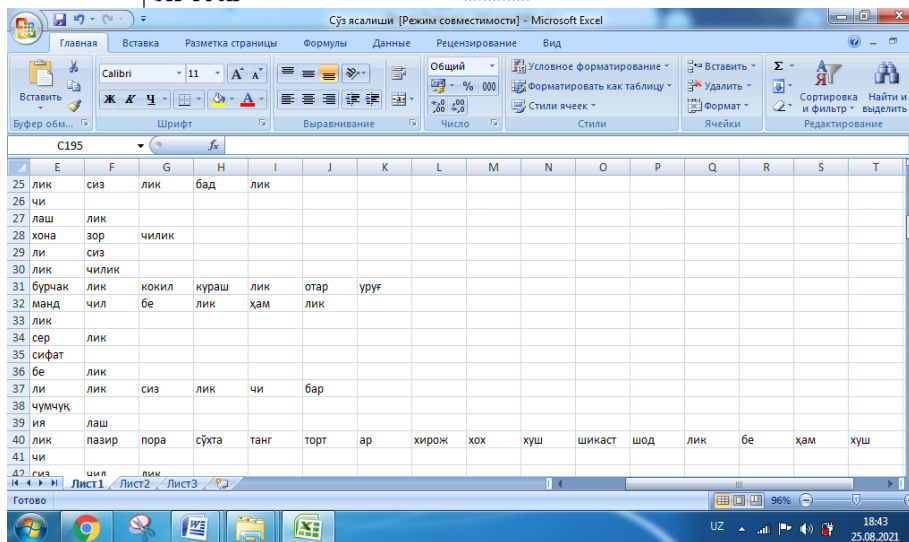 Сўз ясалиши [Режим совместимости] - Microsoft Excel
Главная Вставка Разметка страницы Формулы Данные Рецензирование Вид
Calibri 11 Общий Условное форматирование Вставить
Вставить Ж К Ч % 000 Форматировать как таблицу Удалить Сортировка и фильтр Найти и выделить
Стили ячеек Формат
Буфер обм... Шрифт Выравнивание Число Стили Ячейки Редактирование
C195 fx
E F G H I J K L M N O P Q R S T
25 лик сиз лик бад лик
26 чи
27 лаш лик
28 хона зор чилик
29 ли сиз
30 лик чилик
31 бурчак лик кокил кураш лик отар уруғ
32 манд чил бе лик ҳам лик
33 лик
34 сер лик
35 сифат
36 бе лик
37 ли лик сиз лик чи бар
38 чумчуқ
39 ия лаш
40 лик пазир пора сўхта танг торт ар хирож хох хуш шикаст шод лик бе ҳам хуш
41 чи
42 сиз чил лик
Лист1 Лист2 Лист3
Готово 96%
UZ 18:43
25.08.2021